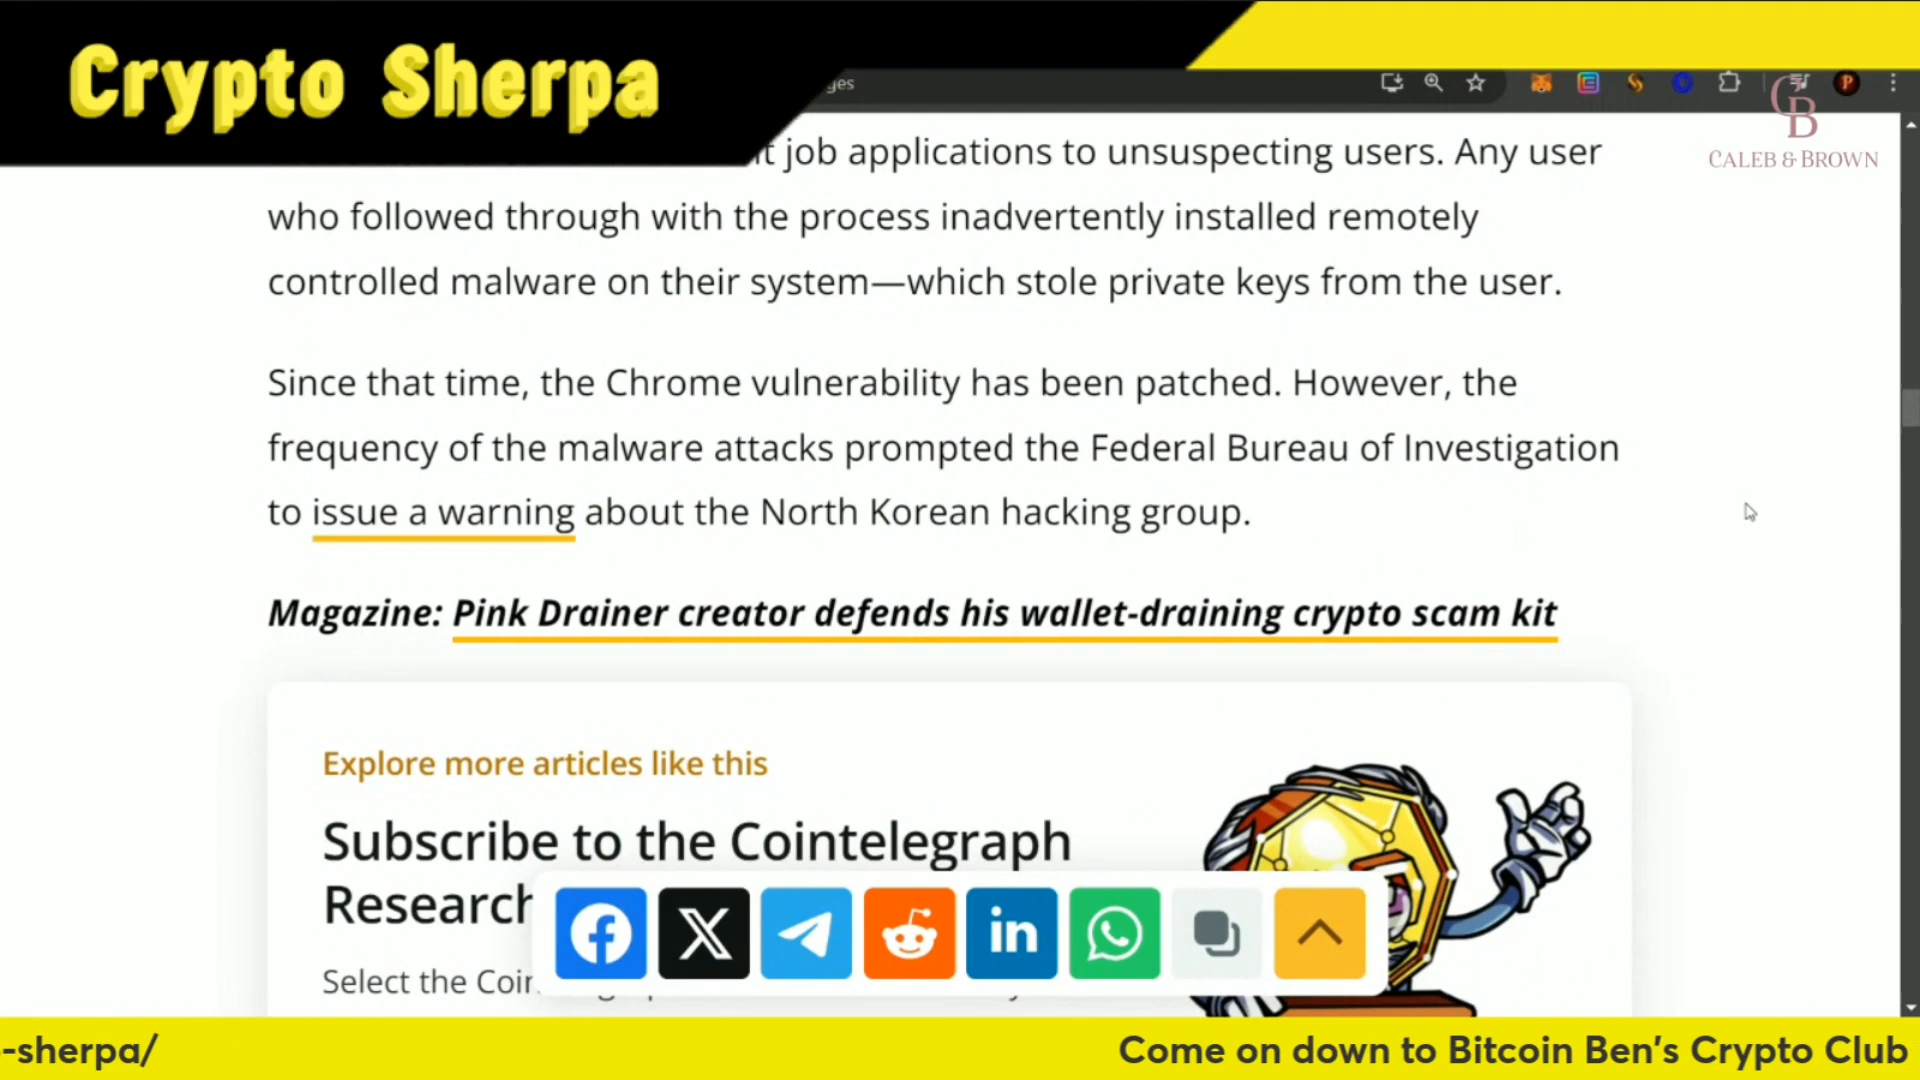 Crypto Sherpa
ges
CB
CALEB & BROWN
t job applications to unsuspecting users. Any user
who followed through with the process inadvertently installed remotely
controlled malware on their system—which stole private keys from the user.
Since that time, the Chrome vulnerability has been patched. However, the
frequency of the malware attacks prompted the Federal Bureau of Investigation
to issue a warning about the North Korean hacking group.
Magazine: Pink Drainer creator defends his wallet-draining crypto scam kit
Explore more articles like this
Subscribe to the Cointelegraph
Research
Select the Coin
-sherpa/
Come on down to Bitcoin Ben's Crypto Club